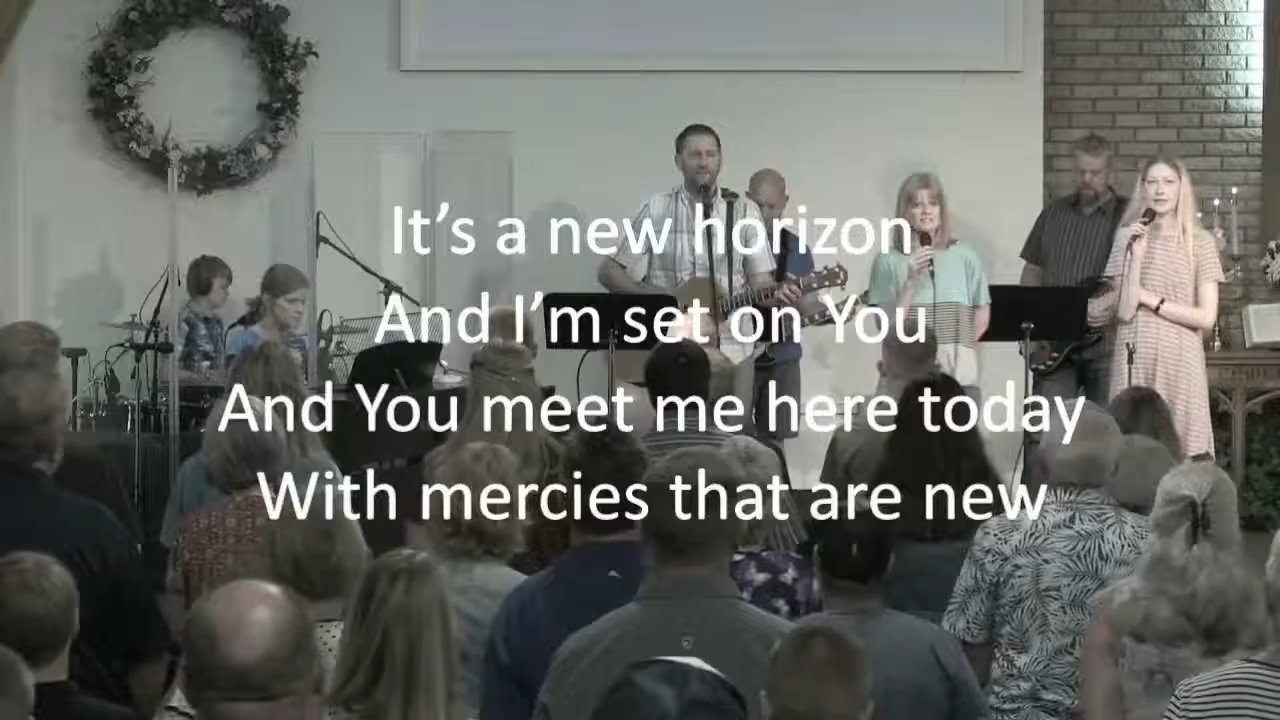 It’s a new horizon
And I’m set on You
And You meet me here today
With mercies that are new